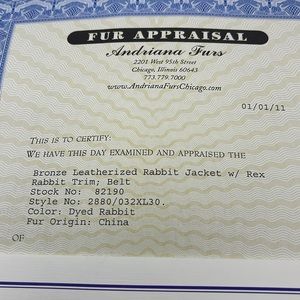 FUR APPRAISAL
Andriana Furs
2201 West 95th Street
Chicago, Illinois 60643
773.779.7000
www.AndrianaFursChicago.com
01/01/11
THIS IS TO CERTIFY:
WE HAVE THIS DAY EXAMINED AND APPRAISED THE
Bronze Leatherized Rabbit Jacket w/ Rex
Rabbit Trim; Belt
Stock No: 82190
Style No: 2880/032XL30.
Color: Dyed Rabbit
Fur Origin: China
OF